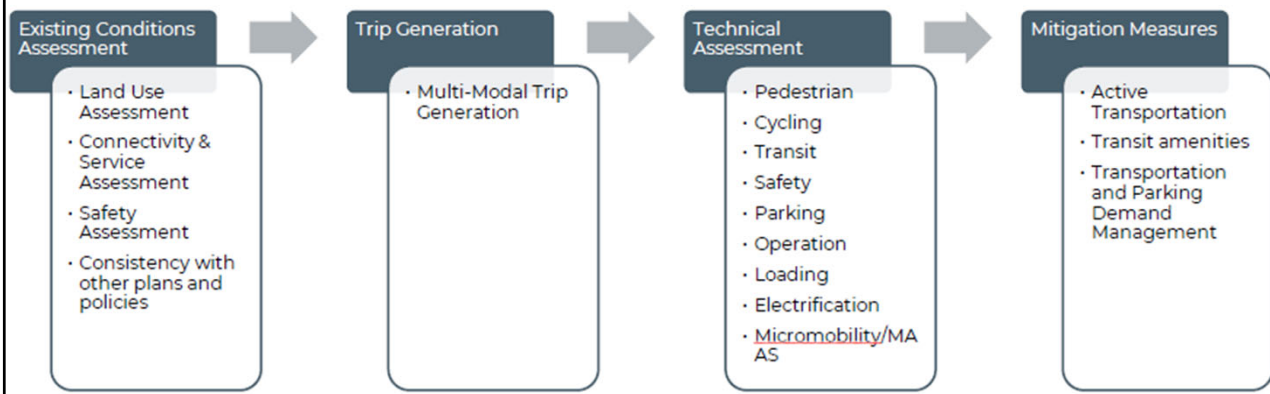 Existing Conditions
Assessment
· Land Use
Assessment
· Connectivity &
Service
Assessment
· Safety
Assessment
· Consistency with
other plans and
policies
Trip Generation
· Multi-Modal Trip
Generation
Technical
Assessment
· Pedestrian
· Cycling
· Transit
· Safety
· Parking
· Operation
· Loading
· Electrification
· Micromobility/MA
AS
Mitigation Measures
· Active
Transportation
· Transit amenities
· Transportation
and Parking
Demand
Management